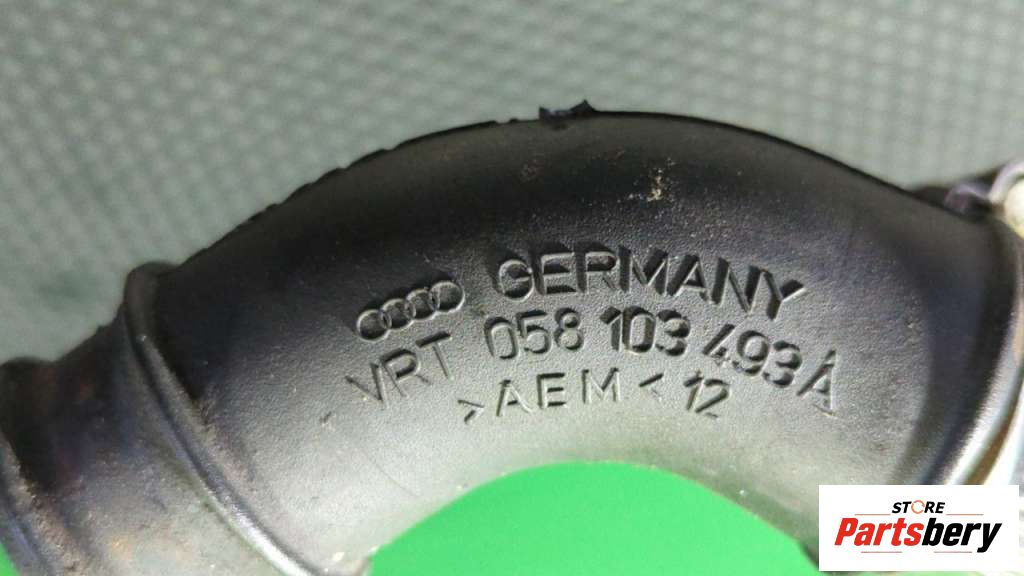 GERMANY
VRT 058 103 493 A
>AEM< 12
STORE
Partsbery